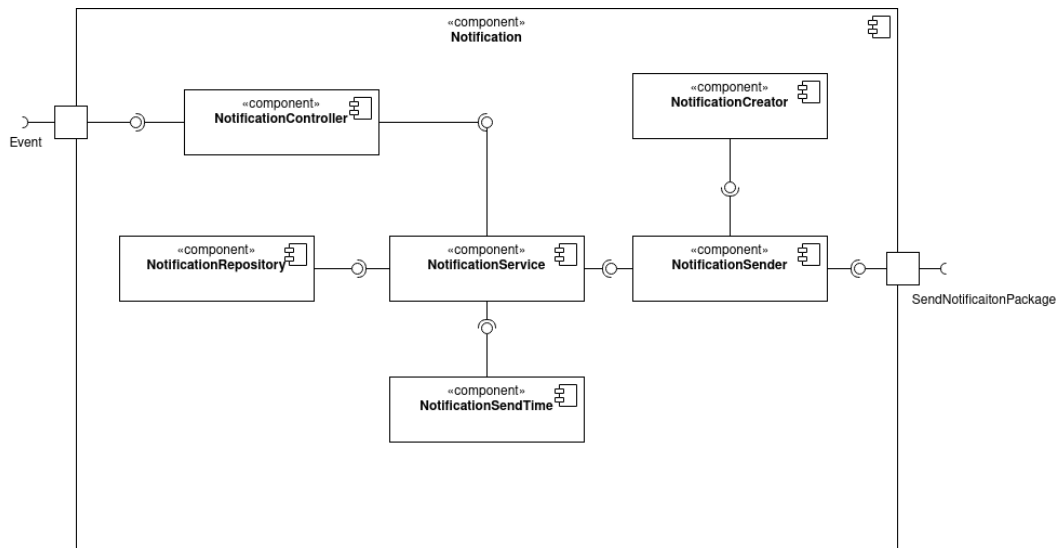 «component»
Notification
«component»
NotificationController
«component»
NotificationCreator
Event
«component»
NotificationRepository
«component»
NotificationService
«component»
NotificationSender
SendNotificaitonPackage
«component»
NotificationSendTime